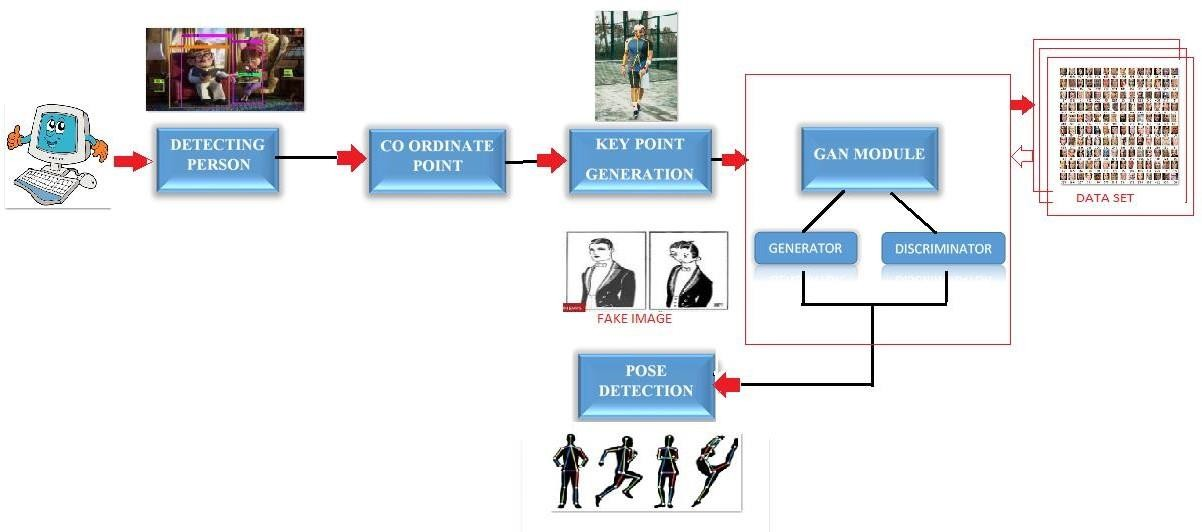 DETECTING
PERSON
CO ORDINATE
POINT
KEY POINT
GENERATION
GAN MODULE
GENERATOR
DISCRIMINATOR
DATA SET
FAKE IMAGE
POSE
DETECTION